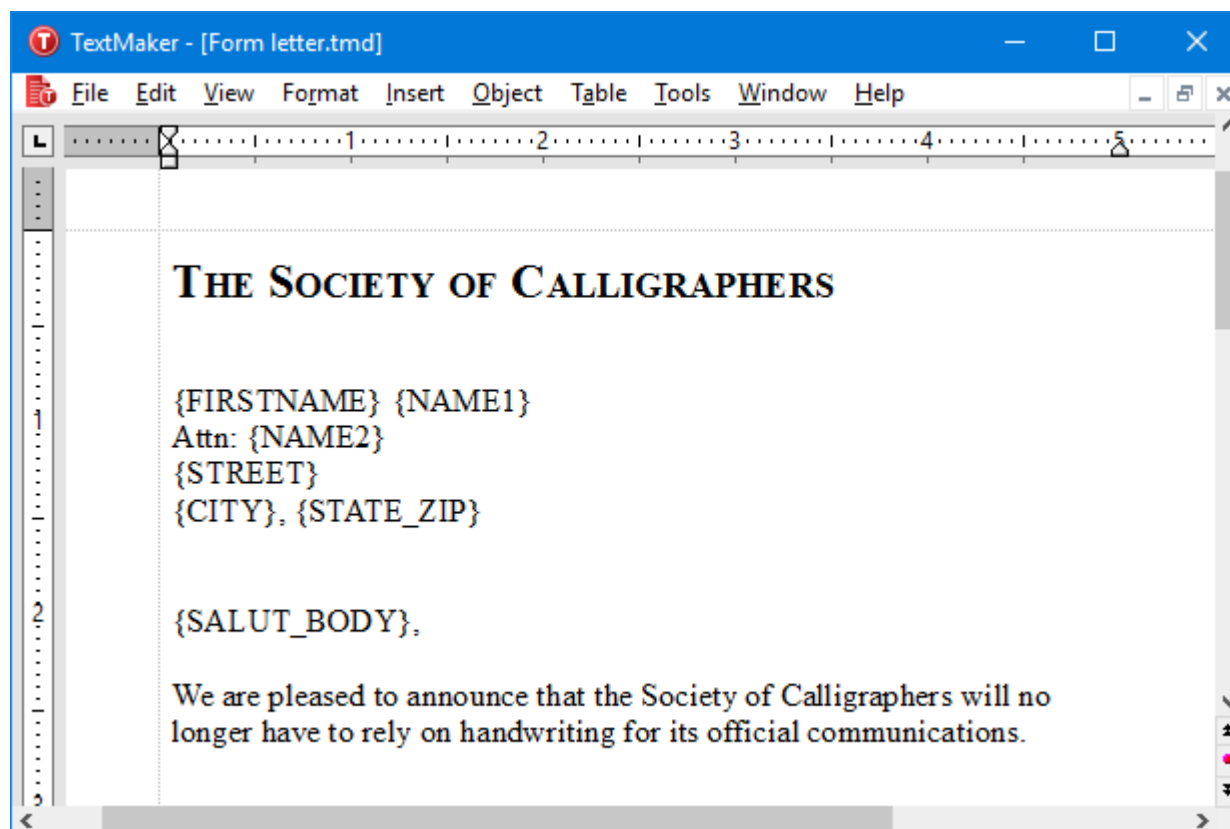 TextMaker - [Form letter.tmd]
File Edit View Format Insert Object Table Tools Window Help
L 1 2 3 4 5
THE SOCIETY OF CALLIGRAPHERS
{FIRSTNAME} {NAME1}
1
Attn: {NAME2}
{STREET}
{CITY}, {STATE_ZIP}
2
{SALUT_BODY},
We are pleased to announce that the Society of Calligraphers will no
longer have to rely on handwriting for its official communications.